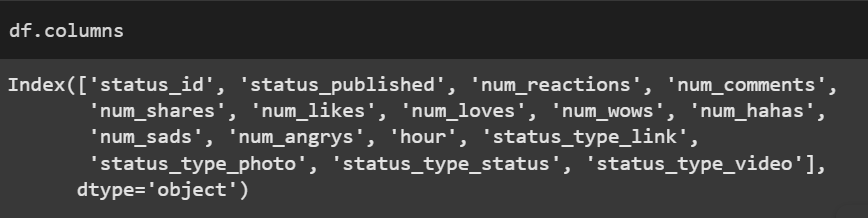 df.columns
Index(['status_id', 'status_published', 'num_reactions', 'num_comments',
'num_shares', 'num_likes', 'num_loves', 'num_wows', 'num_hahas',
'num_sads', 'num_angrys', 'hour', 'status_type_link',
'status_type_photo', 'status_type_status', 'status_type_video'],
dtype='object')